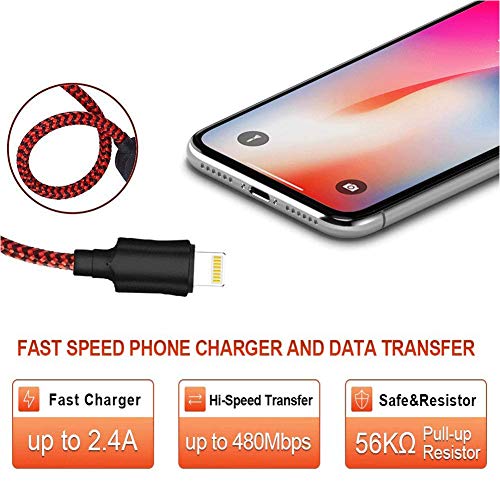 FAST SPEED PHONE CHARGER AND DATA TRANSFER
Fast Charger
up to 2.4A
Hi-Speed Transfer
up to 480Mbps
Safe&Resistor
56KΩ Pull-up
Resistor